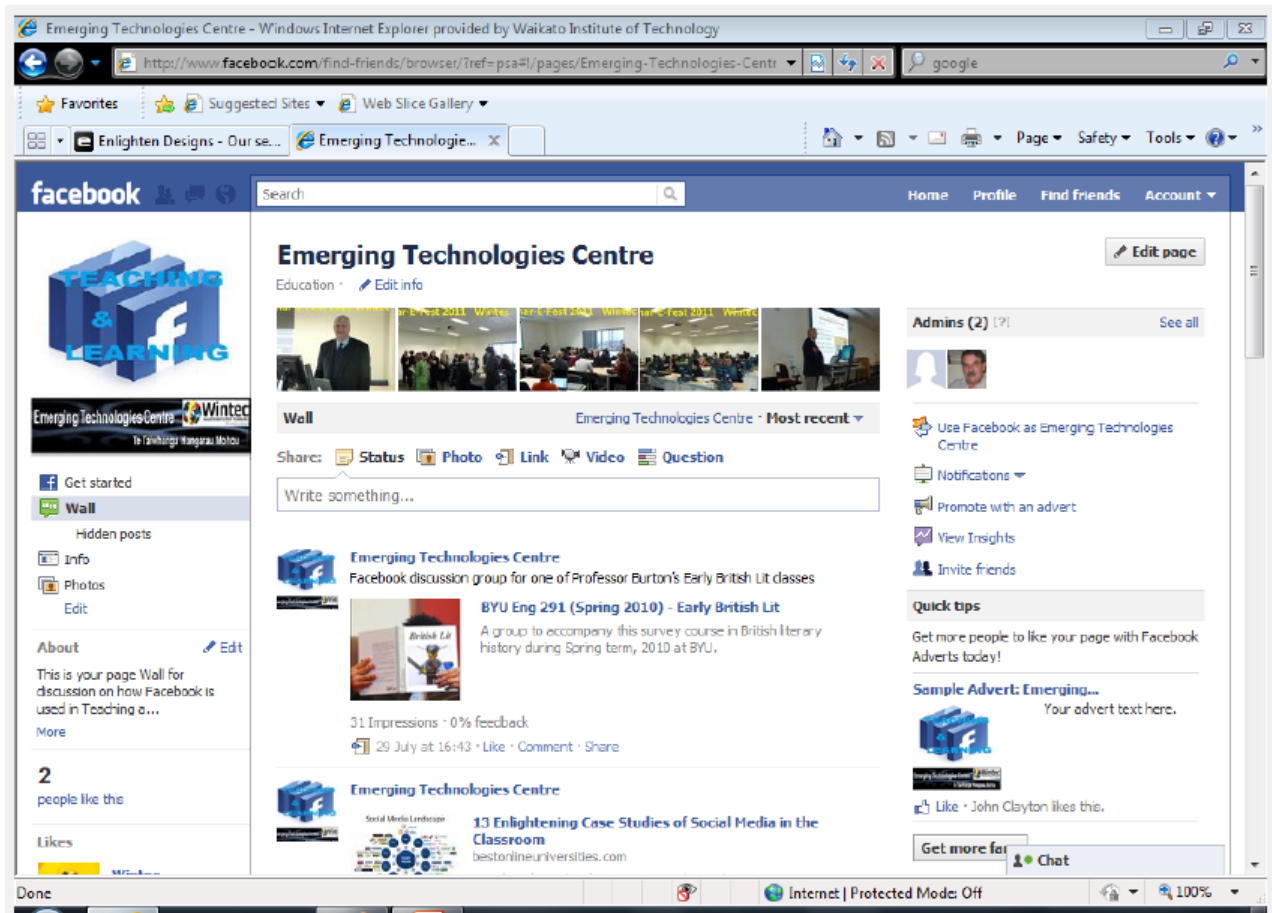 Emerging Technologies Centre - Windows Internet Explorer provided by Waikato Institute of Technology
http://www.facebook.com/find-friends/browser/?ref=psa#!/pages/Emerging-Technologies-Centr
google
Favorites
Suggested Sites
Web Slice Gallery
Enlighten Designs - Our se...
Emerging Technologie...
Page
Safety
Tools
facebook
Search
Home
Profile
Find friends
Account
TEACHING
&
LEARNING
Emerging Technologies Centre
Wintec
Get started
Wall
Hidden posts
Info
Photos
Edit
About
Edit
This is your page Wall for
discussion on how Facebook is
used in Teaching a...
More
2
people like this
Likes
Wintec
Emerging Technologies Centre
Education ·
Edit info
Edit page
Wall
Emerging Technologies Centre · Most recent
Share:
Status
Photo
Link
Video
Question
Write something...
Emerging Technologies Centre
Facebook discussion group for one of Professor Burton's Early British Lit classes
British Lit
BYU Eng 291 (Spring 2010) - Early British Lit
A group to accompany this survey course in British literary
history during Spring term, 2010 at BYU.
31 Impressions · 0% feedback
29 July at 16:43 · Like · Comment · Share
Emerging Technologies Centre
Social Media Landscape
13 Enlightening Case Studies of Social Media in the
Classroom
bestonlineuniversities.com
Admins (2) [?]
See all
Use Facebook as Emerging Technologies
Centre
Notifications
Promote with an advert
View Insights
Invite friends
Quick tips
Get more people to like your page with Facebook
Adverts today!
Sample Advert: Emerging...
Your advert text here.
Like · John Clayton likes this.
Get more fa
Chat
Done
Internet | Protected Mode: Off
100%